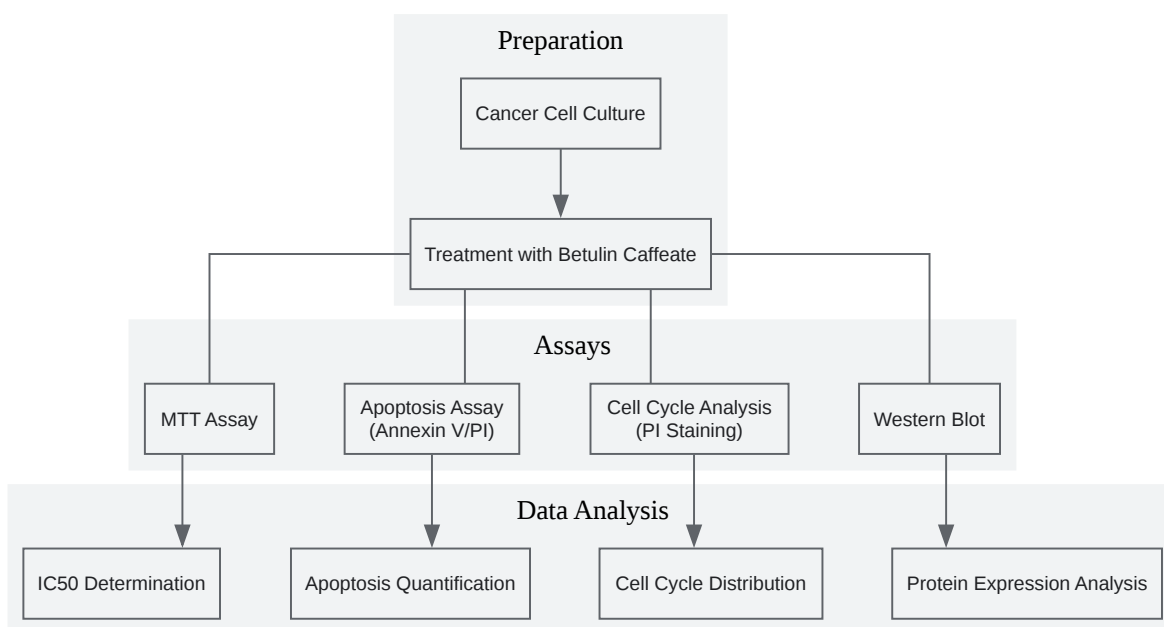 Preparation
Cancer Cell Culture
Treatment with Betulin Caffeate
Assays
MTT Assay
Apoptosis Assay
(Annexin V/PI)
Cell Cycle Analysis
(PI Staining)
Western Blot
Data Analysis
IC50 Determination
Apoptosis Quantification
Cell Cycle Distribution
Protein Expression Analysis